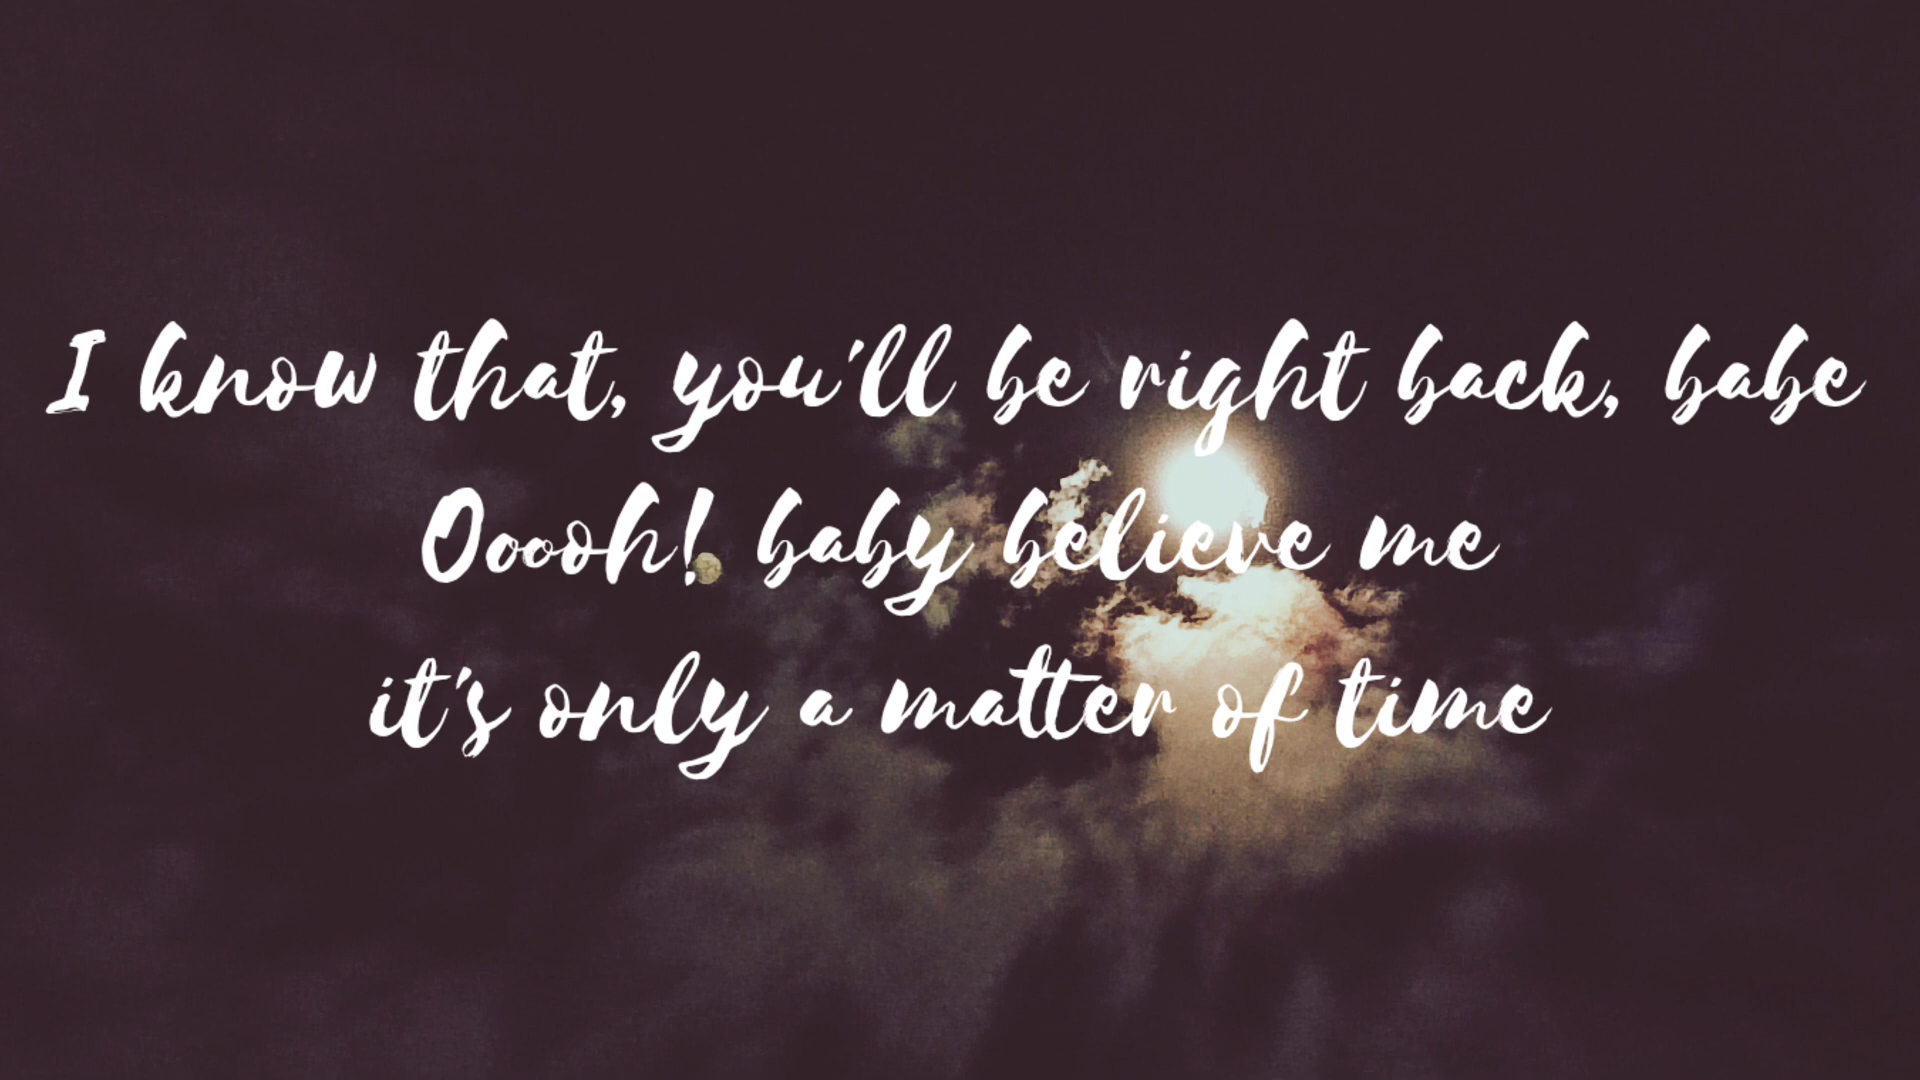 I know that, you'll be right back, babe
Ooooh! baby believe me
it's only a matter of time